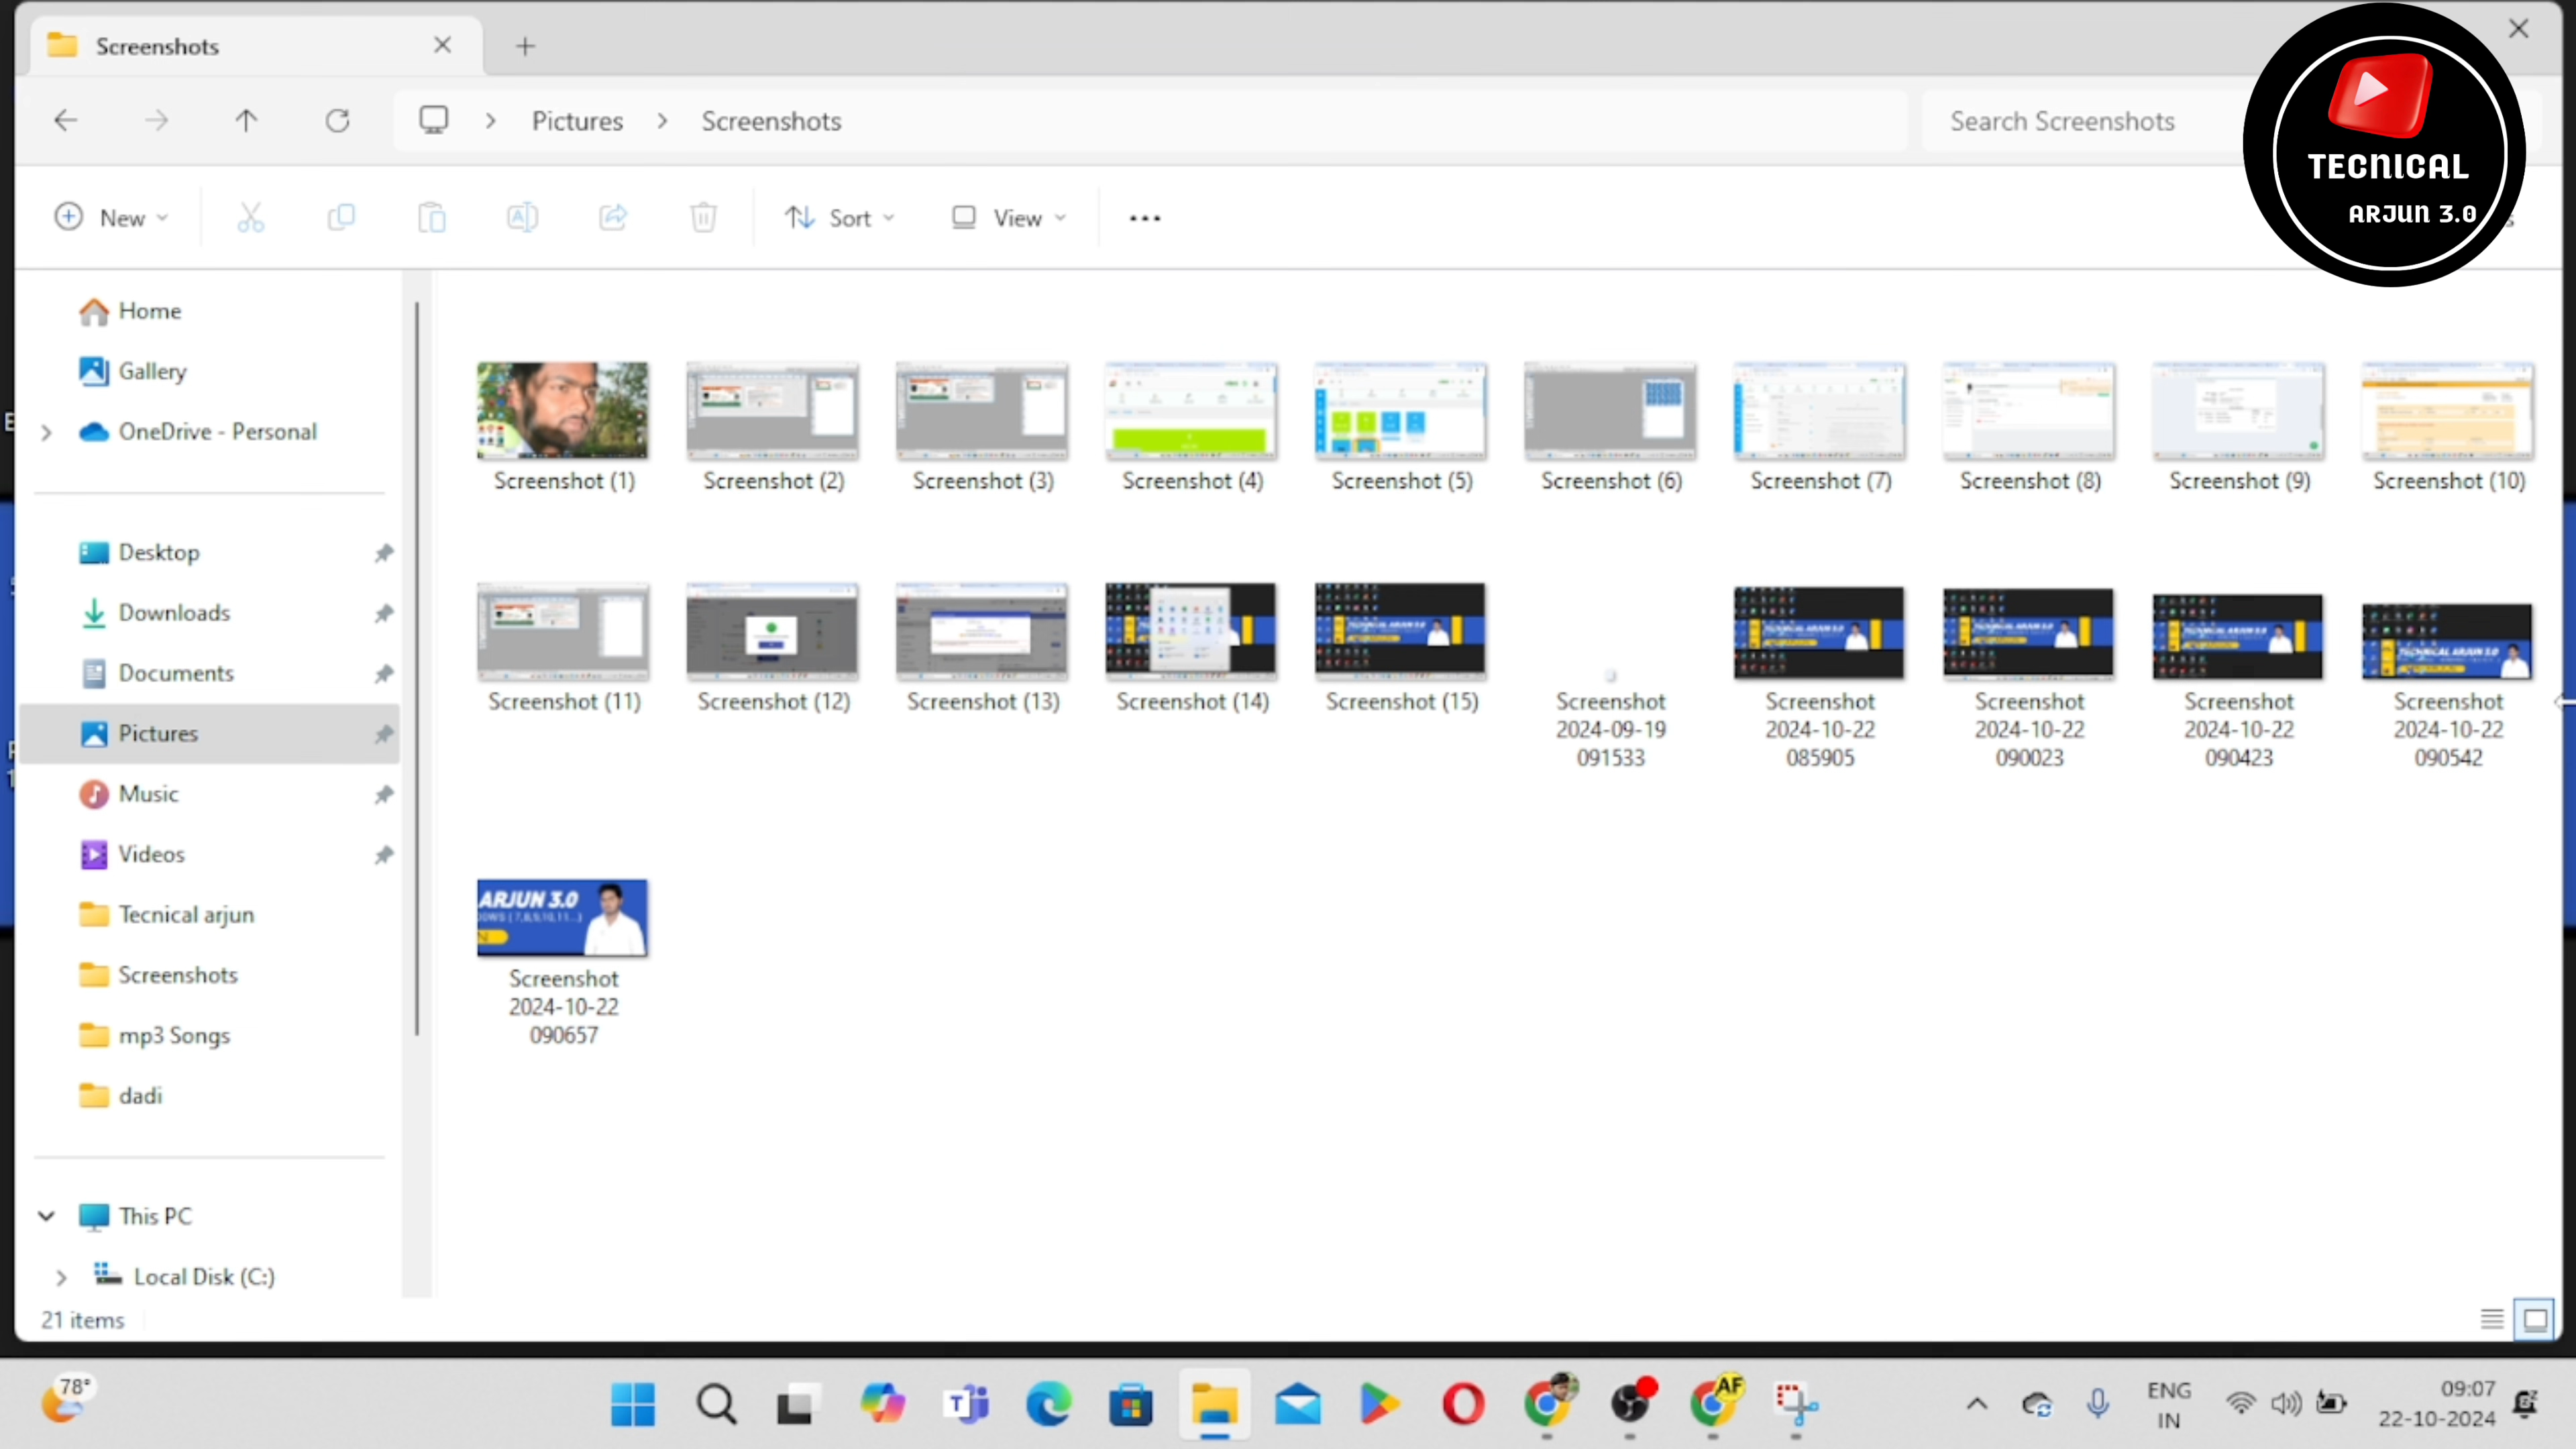 Screenshots
TECNICAL
ARJUN 3.0
Pictures
Screenshots
Search Screenshots
New
Sort
View
Home
Gallery
OneDrive - Personal
Desktop
Downloads
Documents
Pictures
Music
Videos
Tecnical arjun
Screenshots
mp3 Songs
dadi
This PC
Local Disk (C:)
21 items
Screenshot (1)
Screenshot (2)
Screenshot (3)
Screenshot (4)
Screenshot (5)
Screenshot (6)
Screenshot (7)
Screenshot (8)
Screenshot (9)
Screenshot (10)
Screenshot (11)
Screenshot (12)
Screenshot (13)
Screenshot (14)
Screenshot (15)
Screenshot
2024-09-19
091533
Screenshot
2024-10-22
085905
Screenshot
2024-10-22
090023
Screenshot
2024-10-22
090423
TECHNICAL ARJUN 3.0
Screenshot
2024-10-22
090542
ARJUN 3.0
Screenshot
2024-10-22
090657
78°
AF
ENG
IN
09:07
22-10-2024